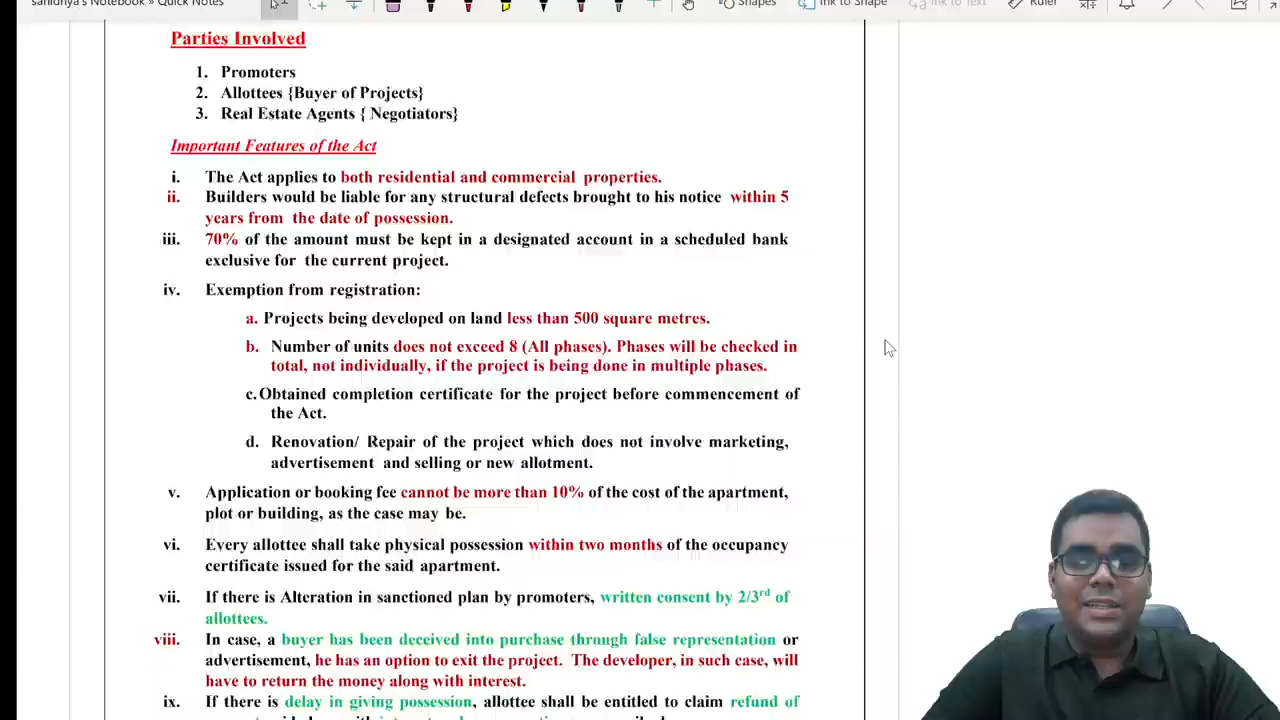 sanidhya's Notebook » Quick Notes
Shapes
Ink to Shape
Ink to Text
Ruler
Parties Involved
1. Promoters
2. Allottees {Buyer of Projects}
3. Real Estate Agents { Negotiators}
Important Features of the Act
i. The Act applies to both residential and commercial properties.
ii. Builders would be liable for any structural defects brought to his notice within 5
years from the date of possession.
iii. 70% of the amount must be kept in a designated account in a scheduled bank
exclusive for the current project.
iv. Exemption from registration:
a. Projects being developed on land less than 500 square metres.
b. Number of units does not exceed 8 (All phases). Phases will be checked in
total, not individually, if the project is being done in multiple phases.
c. Obtained completion certificate for the project before commencement of
the Act.
d. Renovation/ Repair of the project which does not involve marketing,
advertisement and selling or new allotment.
v. Application or booking fee cannot be more than 10% of the cost of the apartment,
plot or building, as the case may be.
vi. Every allottee shall take physical possession within two months of the occupancy
certificate issued for the said apartment.
vii. If there is Alteration in sanctioned plan by promoters, written consent by 2/3rd of
allottees.
viii. In case, a buyer has been deceived into purchase through false representation or
advertisement, he has an option to exit the project. The developer, in such case, will
have to return the money along with interest.
ix. If there is delay in giving possession, allottee shall be entitled to claim refund of